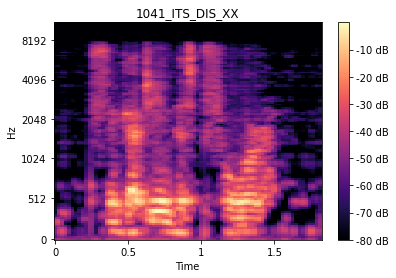 1041_ITS_DIS_XX
8192
4096
2048
1024
512
0
Hz
0
0.5
1
1.5
Time
-10 dB
-20 dB
-30 dB
-40 dB
-50 dB
-60 dB
-70 dB
-80 dB